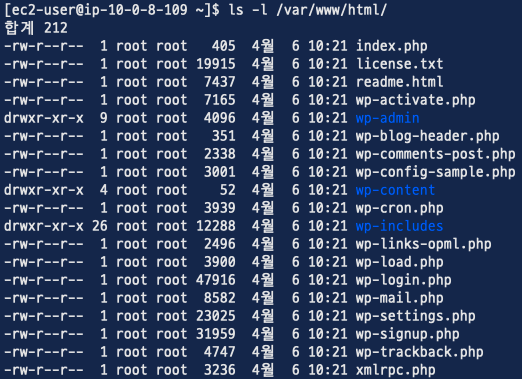 [ec2-user@ip-10-0-8-109 ~]$ ls -l /var/www/html/
합계 212
-rw-r--r-- 1 root root 405 4월 6 10:21 index.php
-rw-r--r-- 1 root root 19915 4월 6 10:21 license.txt
-rw-r--r-- 1 root root 7437 4월 6 10:21 readme.html
-rw-r--r-- 1 root root 7165 4월 6 10:21 wp-activate.php
drwxr-xr-x 9 root root 4096 4월 6 10:21 wp-admin
-rw-r--r-- 1 root root 351 4월 6 10:21 wp-blog-header.php
-rw-r--r-- 1 root root 2338 4월 6 10:21 wp-comments-post.php
-rw-r--r-- 1 root root 3001 4월 6 10:21 wp-config-sample.php
drwxr-xr-x 4 root root 52 4월 6 10:21 wp-content
-rw-r--r-- 1 root root 3939 4월 6 10:21 wp-cron.php
drwxr-xr-x 26 root root 12288 4월 6 10:21 wp-includes
-rw-r--r-- 1 root root 2496 4월 6 10:21 wp-links-opml.php
-rw-r--r-- 1 root root 3900 4월 6 10:21 wp-load.php
-rw-r--r-- 1 root root 47916 4월 6 10:21 wp-login.php
-rw-r--r-- 1 root root 8582 4월 6 10:21 wp-mail.php
-rw-r--r-- 1 root root 23025 4월 6 10:21 wp-settings.php
-rw-r--r-- 1 root root 31959 4월 6 10:21 wp-signup.php
-rw-r--r-- 1 root root 4747 4월 6 10:21 wp-trackback.php
-rw-r--r-- 1 root root 3236 4월 6 10:21 xmlrpc.php